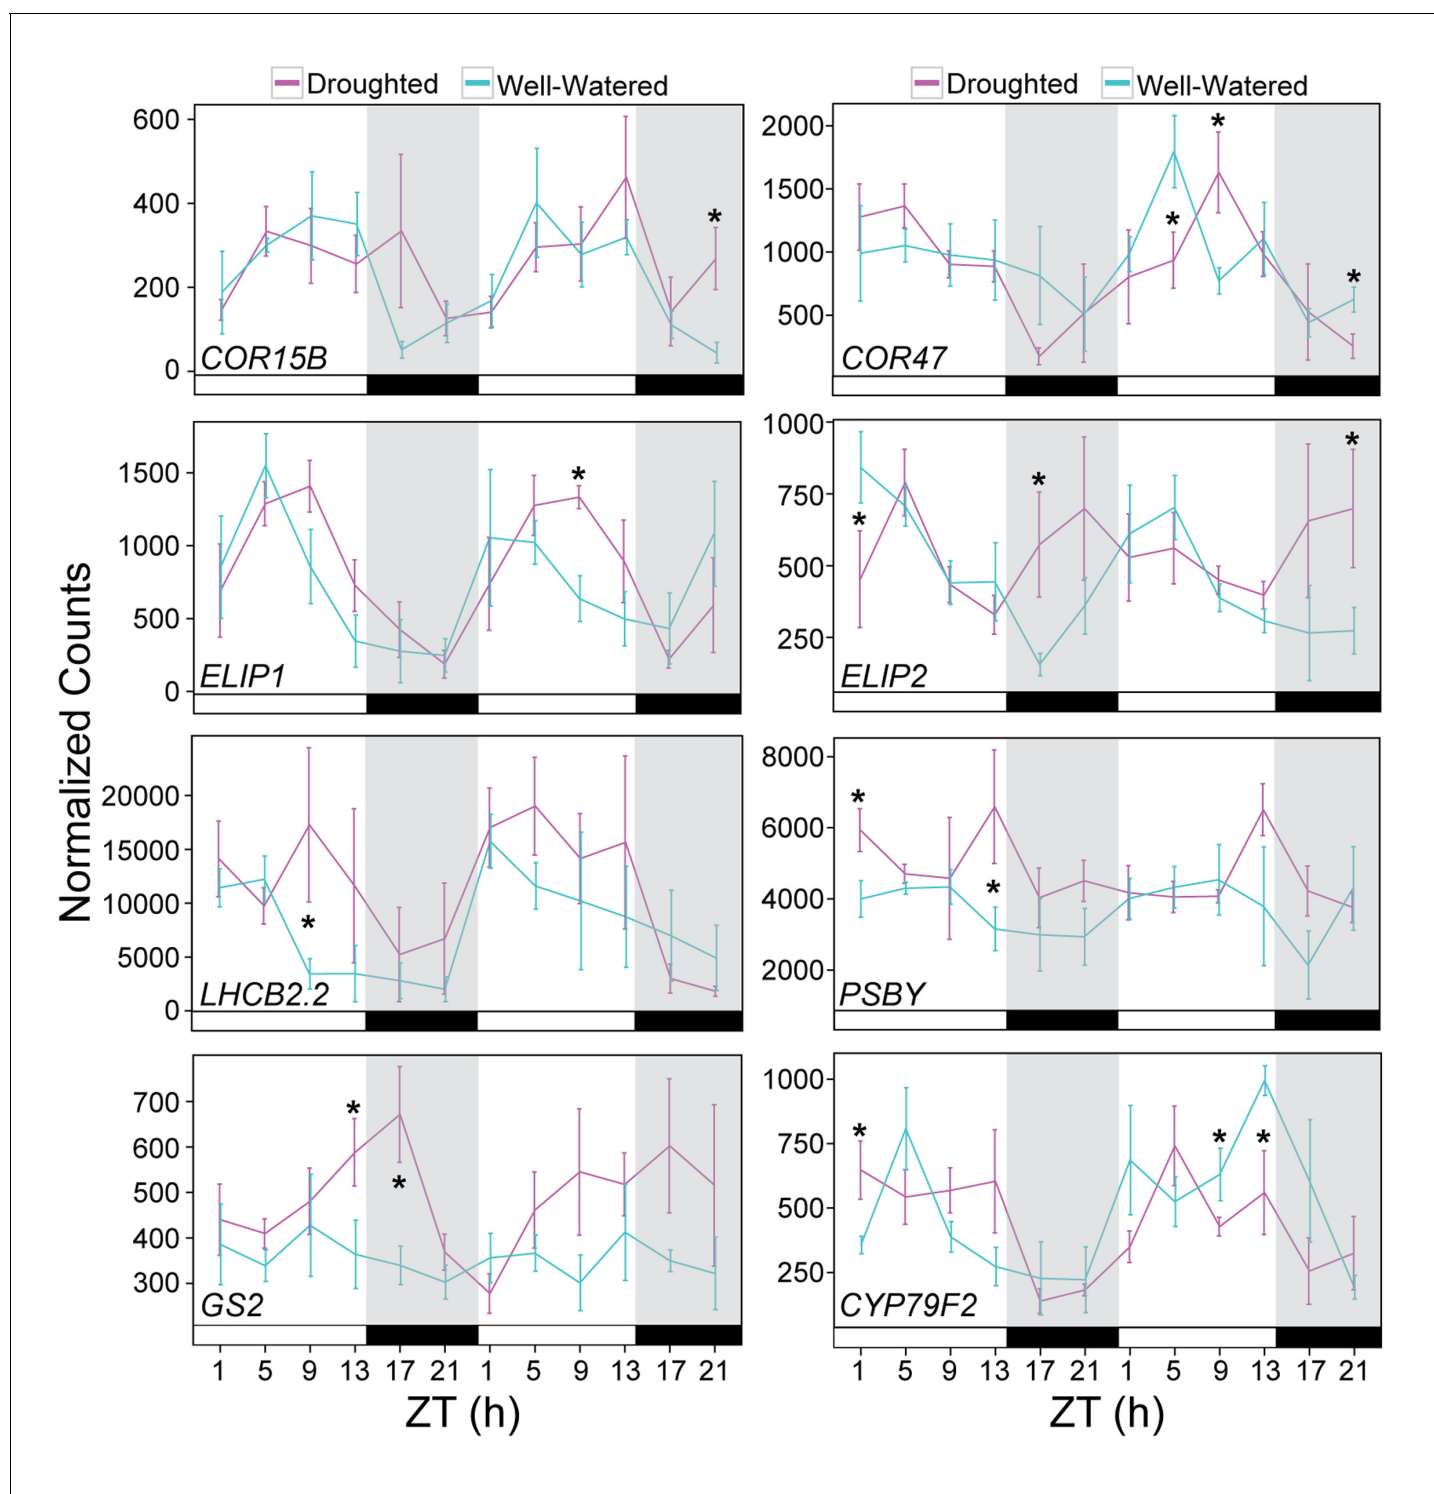 Droughted Well-Watered
Droughted Well-Watered
Normalized Counts
600
400
200
0
COR15B
*
2000
1500
1000
500
COR47
* * *
1500
1000
500
0
ELIP1
*
1000
750
500
250
ELIP2
* * *
20000
15000
10000
5000
0
LHCB2.2
*
8000
6000
4000
2000
PSBY
* *
700
600
500
400
300
GS2
* *
1000
750
500
250
CYP79F2
* * *
1 5 9 13 17 21 1 5 9 13 17 21
ZT (h)
1 5 9 13 17 21 1 5 9 13 17 21
ZT (h)